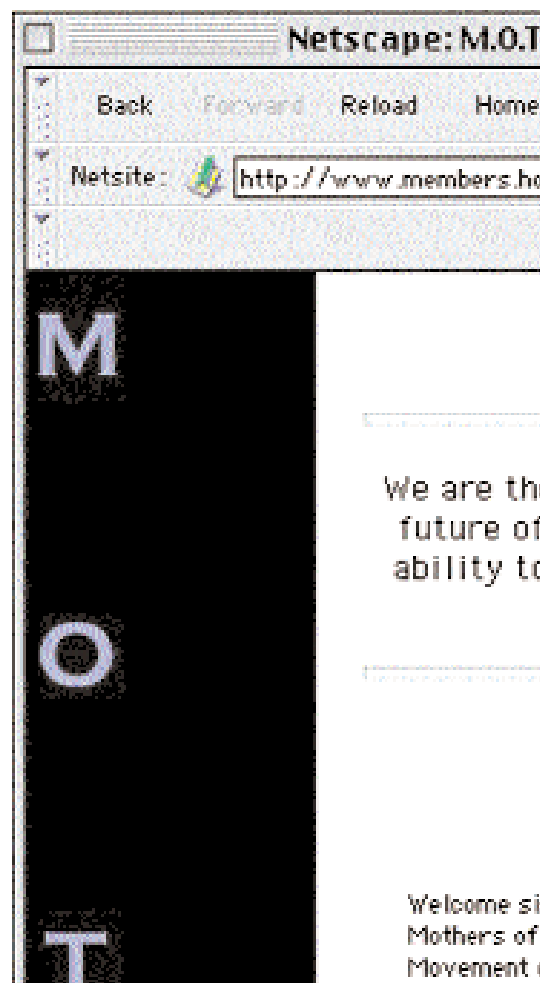 Netscape: M.O.T
Back Forward Reload Home
Netsite: http://www.members.ho
M
We are the
future of
ability to
O
Welcome si
Mothers of
Movement
T